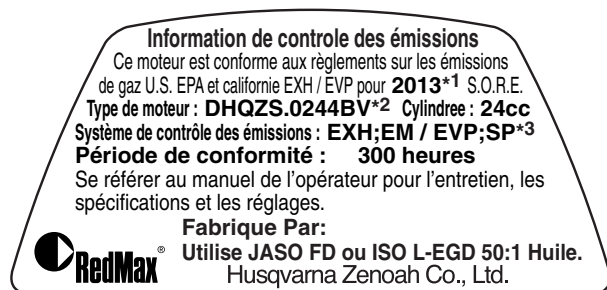 Information de controle des émissions
Ce moteur est conforme aux règlements sur les émissions
de gaz U.S. EPA et californie EXH / EVP pour 2013*1 S.O.R.E.
Type de moteur : DHQZS.0244BV*2 Cylindree : 24cc
Système de contrôle des émissions : EXH;EM / EVP;SP*3
Période de conformité : 300 heures
Se référer au manuel de l’opérateur pour l’entretien, les
spécifications et les réglages.
Fabrique Par:
RedMax® Utilise JASO FD ou ISO L-EGD 50:1 Huile.
Husqvarna Zenoah Co., Ltd.